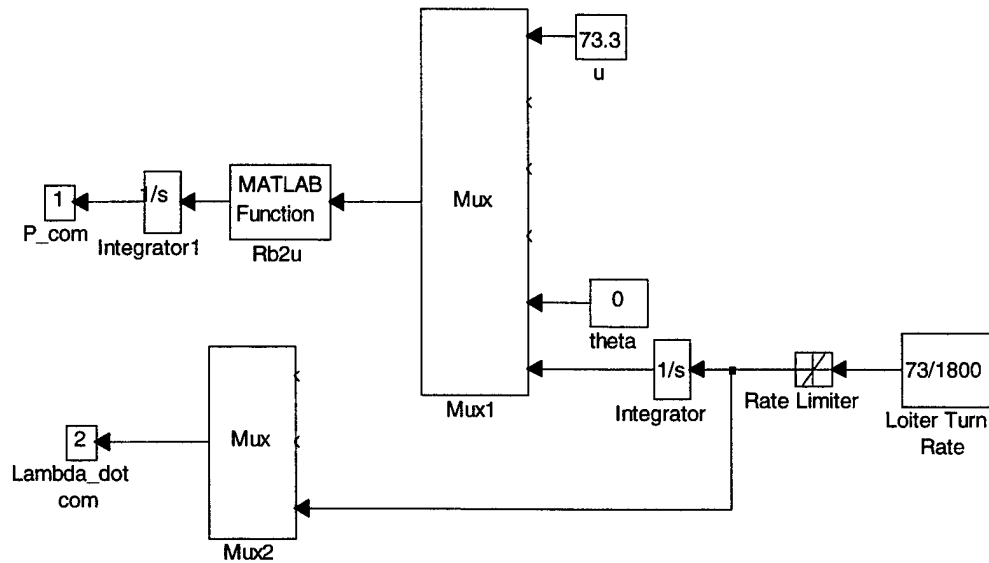 73.3
u
MATLAB
Function
Rb2u
1/s
Integrator1
1
P_com
Mux
Mux1
0
theta
1/s
Integrator
Rate Limiter
73/1800
Loiter Turn
Rate
Mux
Mux2
2
Lambda_dot
com